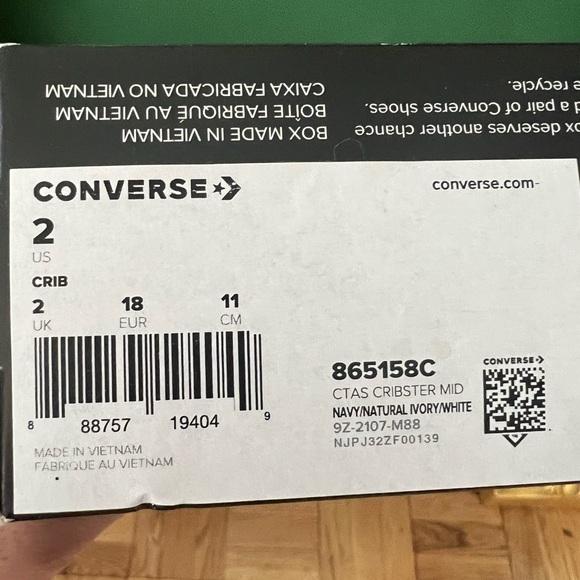 BOX MADE IN VIETNAM
BOÎTE FABRIQUÉ AU VIETNAM
CAIXA FABRICADA NO VIETNAM
deserves another chance
a pair of Converse shoes.
recycle.
CONVERSE
converse.com
2
US
CRIB
2 18 11
UK EUR CM
8 88757 19404 9
MADE IN VIETNAM
FABRIQUE AU VIETNAM
865158C
CTAS CRIBSTER MID
NAVY/NATURAL IVORY/WHITE
9Z-2107-M88
NJPJ32ZF00139
CONVERSE